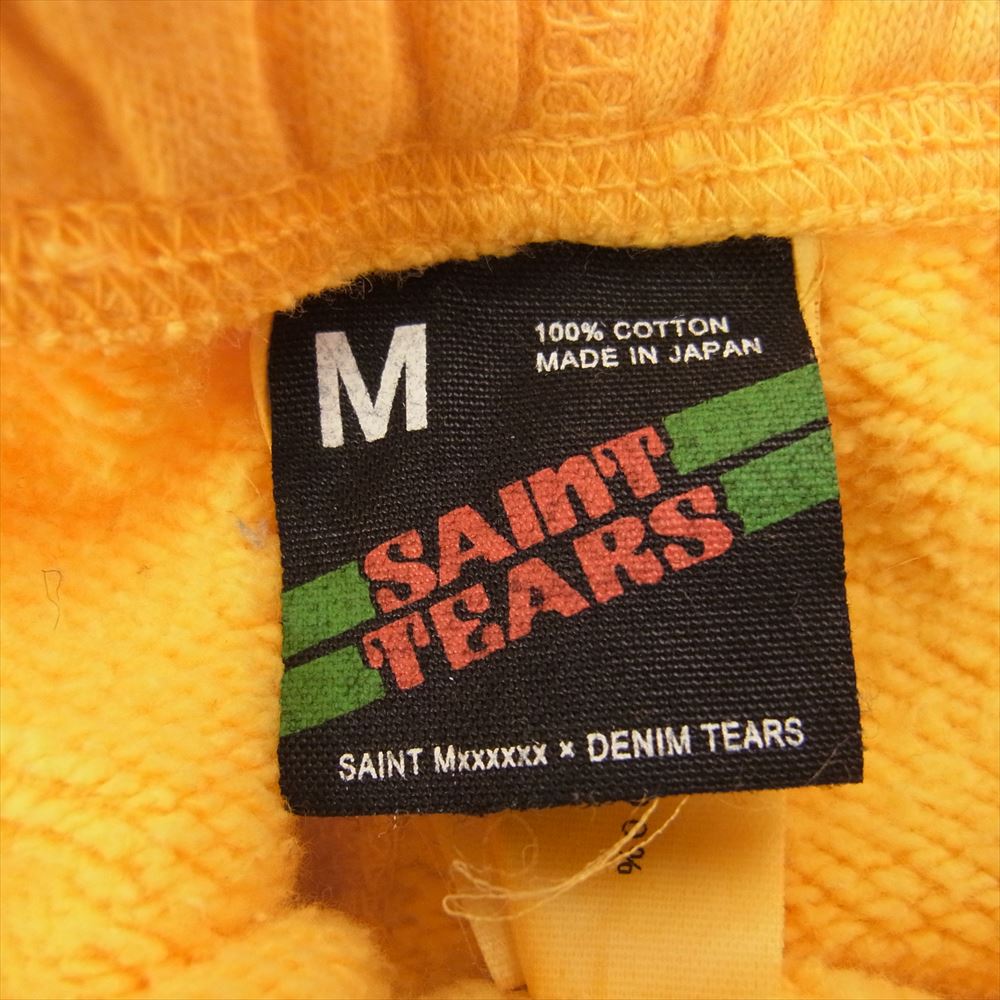 M
100% COTTON
MADE IN JAPAN
SAINT
TEARS
SAINT Mxxxxxx × DENIM TEARS